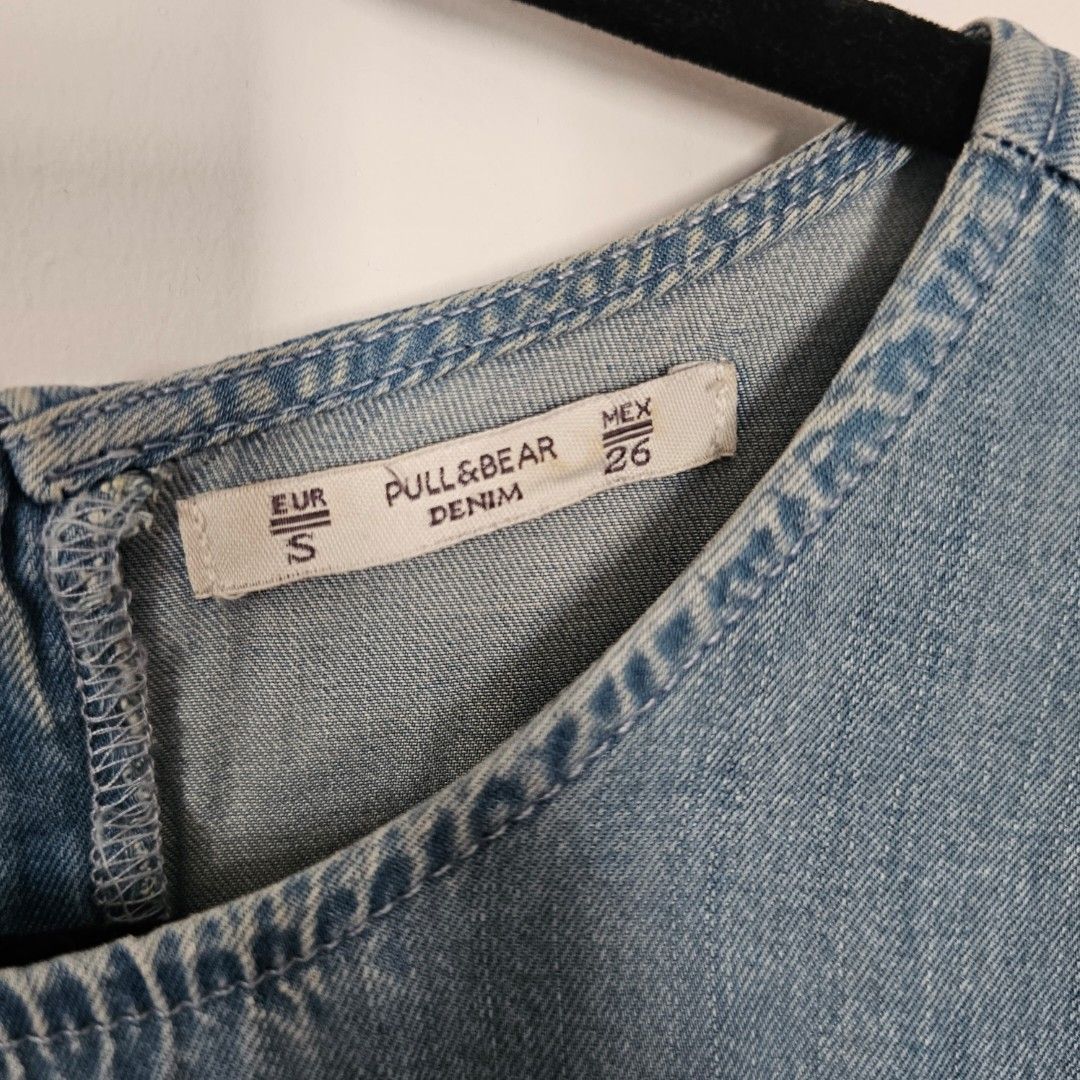 EUR
S
PULL&BEAR
DENIM
MEX
26